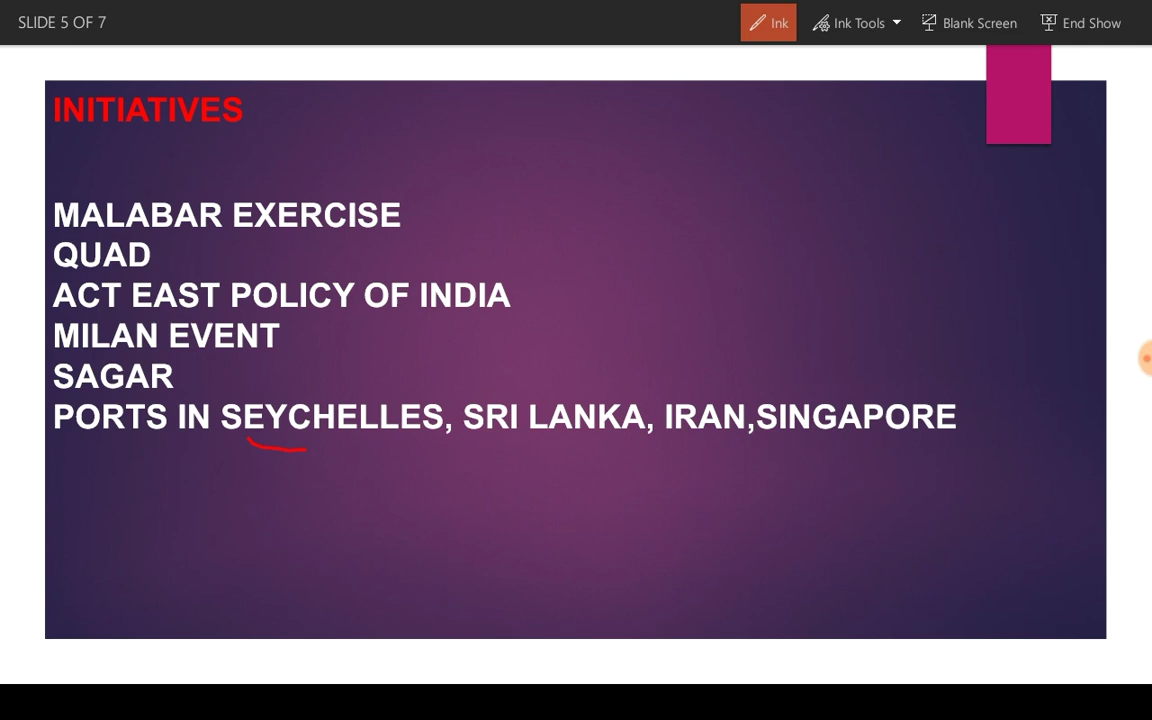 SLIDE 5 OF 7
Ink
Ink Tools
Blank Screen
End Show
INITIATIVES
MALABAR EXERCISE
QUAD
ACT EAST POLICY OF INDIA
MILAN EVENT
SAGAR
PORTS IN SEYCHELLES, SRI LANKA, IRAN,SINGAPORE